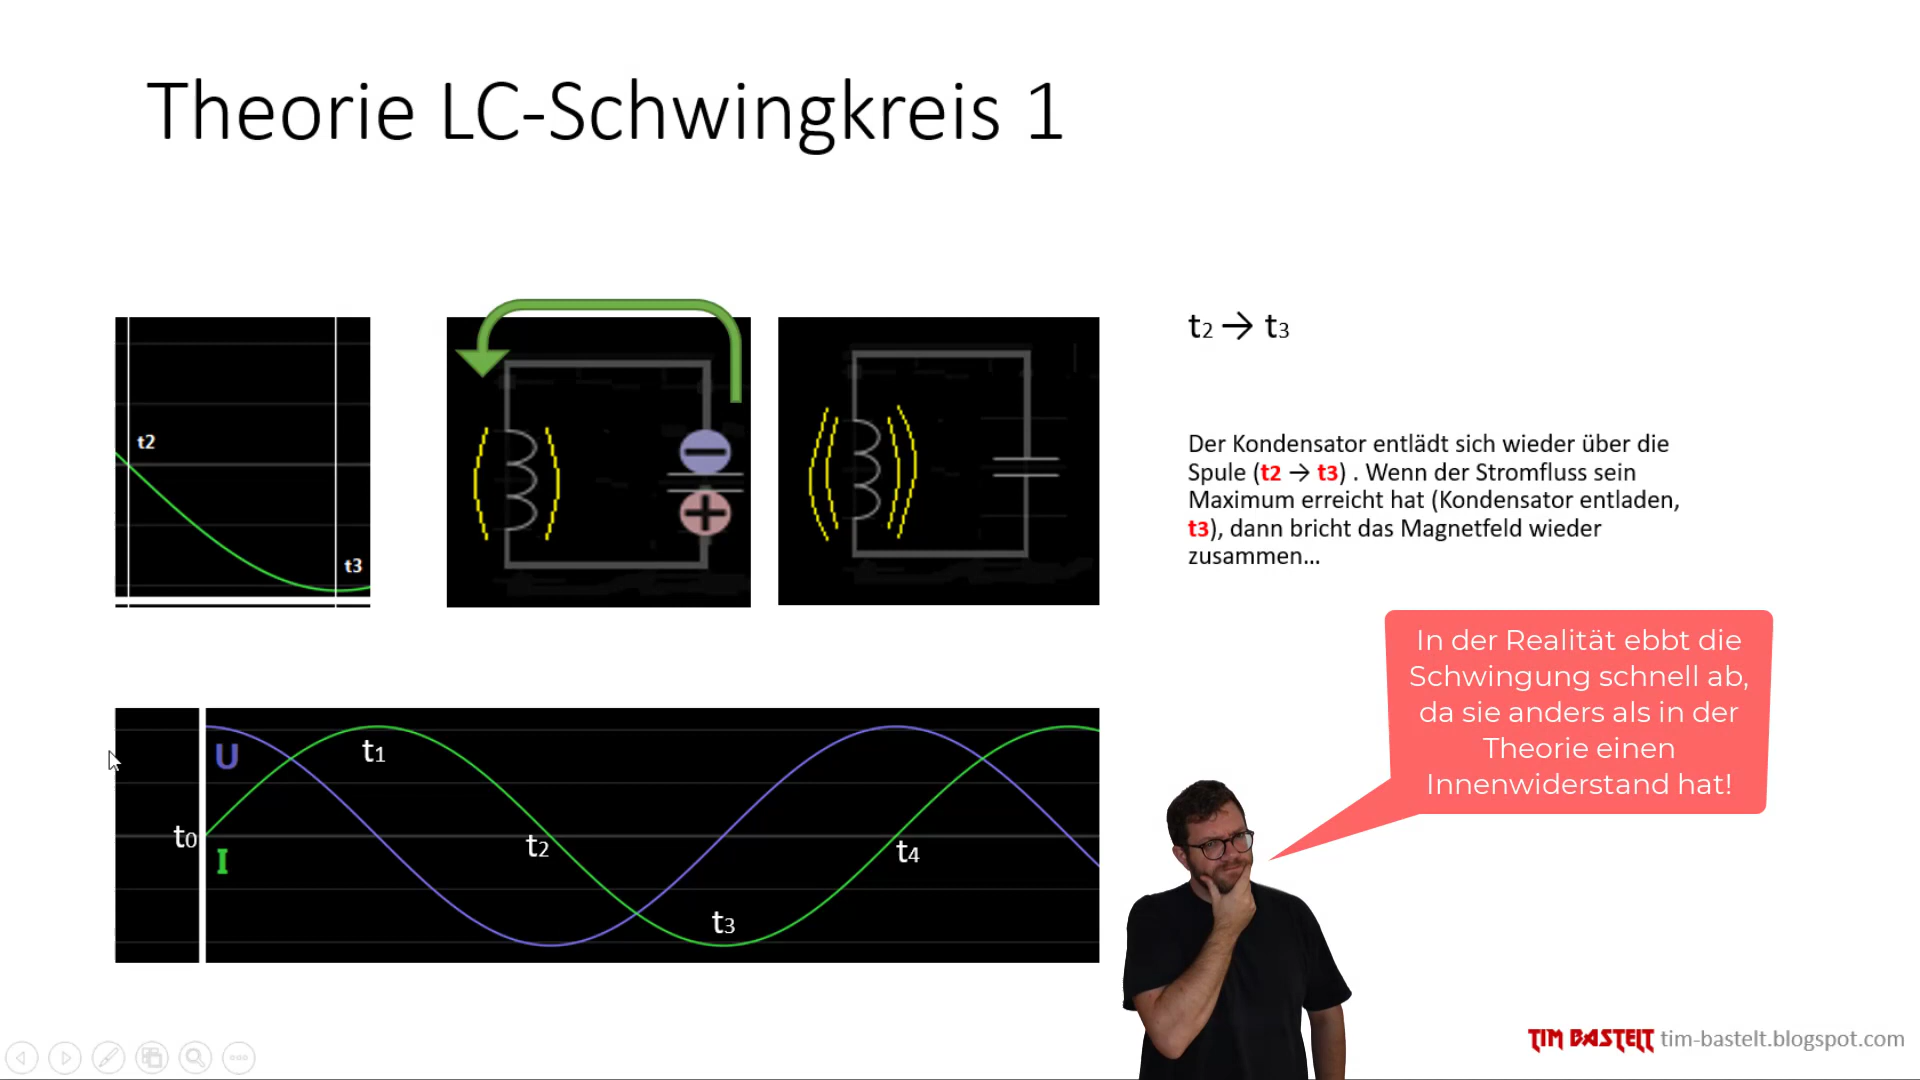 Theorie LC-Schwingkreis 1
t2
t3
t2 → t3
Der Kondensator entlädt sich wieder über die
Spule (t2 → t3) . Wenn der Stromfluss sein
Maximum erreicht hat (Kondensator entladen,
t3), dann bricht das Magnetfeld wieder
zusammen...
In der Realität ebbt die
Schwingung schnell ab,
da sie anders als in der
Theorie einen
Innenwiderstand hat!
U
t1
t0
t2
t4
I
t3
TIM BASTELT tim-bastelt.blogspot.com